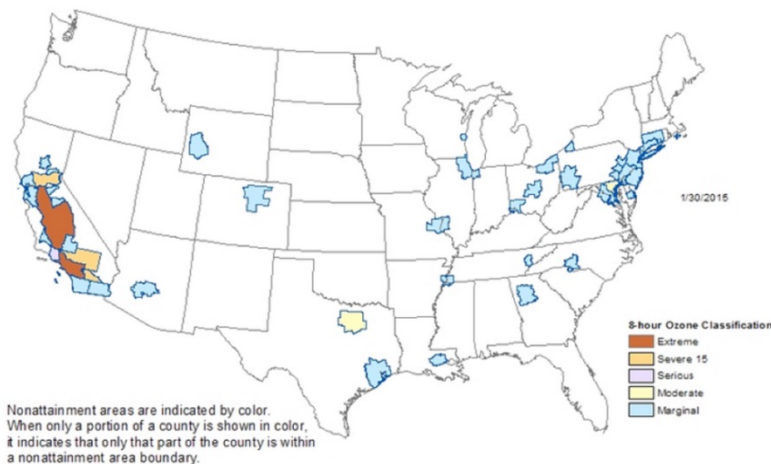 1/30/2015
8-hour Ozone Classification
Extreme
Severe 15
Serious
Moderate
Marginal
Nonattainment areas are indicated by color.
When only a portion of a county is shown in color,
it indicates that only that part of the county is within
a nonattainment area boundary.